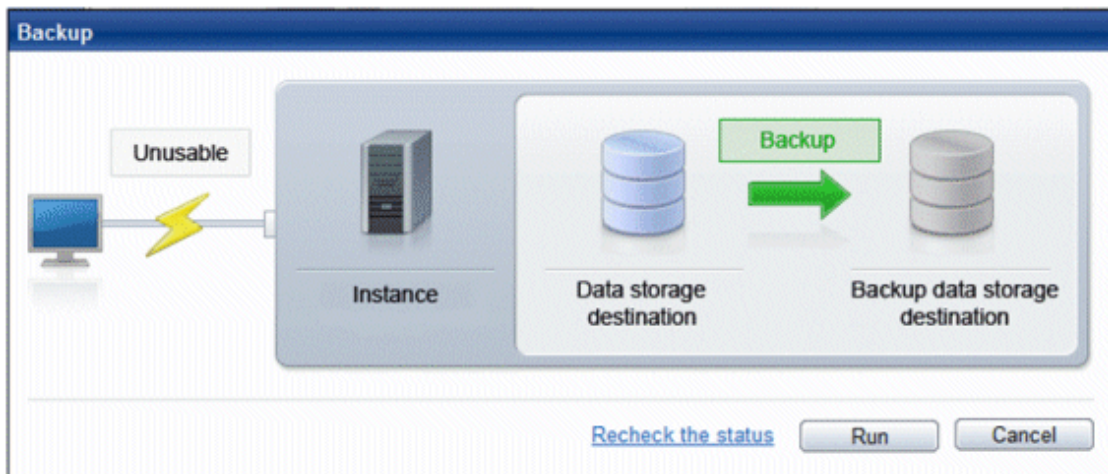 Backup
Unusable
Backup
Instance
Data storage
destination
Backup data storage
destination
Recheck the status
Run
Cancel